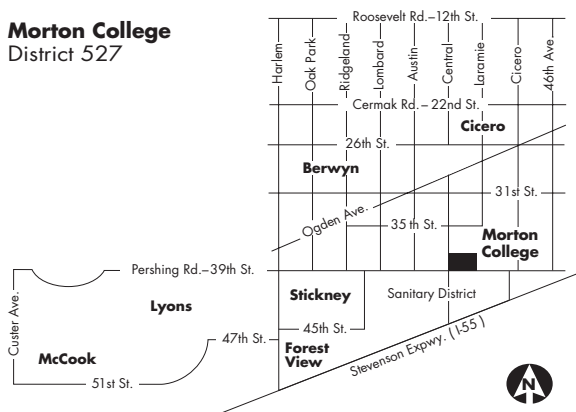 Morton College
District 527
Roosevelt Rd.–12th St.
Harlem
Oak Park
Ridgeland
Lombard
Austin
Central
Laramie
Cicero
46th Ave.
Cermak Rd.– 22nd St.
Cicero
26th St.
Berwyn
31st St.
Ogden Ave.
35 th St.
Morton
College
Pershing Rd.–39th St.
Custer Ave.
Lyons
Stickney
Sanitary District
45th St.
47th St.
Forest
View
Stevenson Expwy. ( I-55 )
McCook
51st St.
N